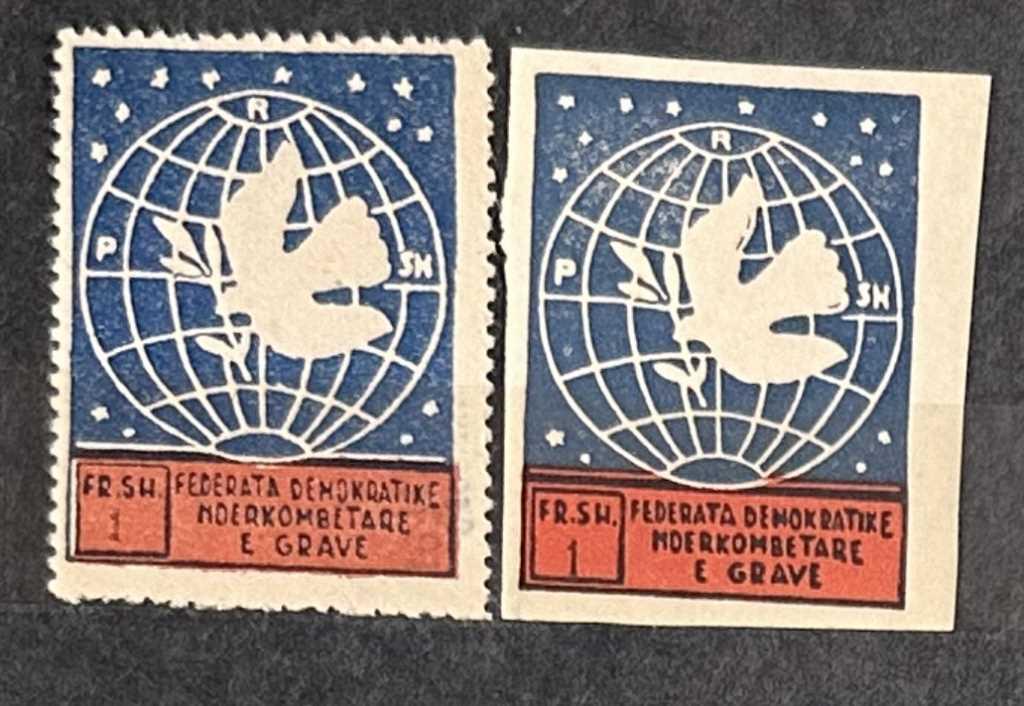 R
P
SH
FR.SH.
1
FEDERATA DEMOKRATIKE
NDERKOMBETARE
E GRAVE
R
P
SH
FR.SH.
1
FEDERATA DEMOKRATIKE
NDERKOMBETARE
E GRAVE